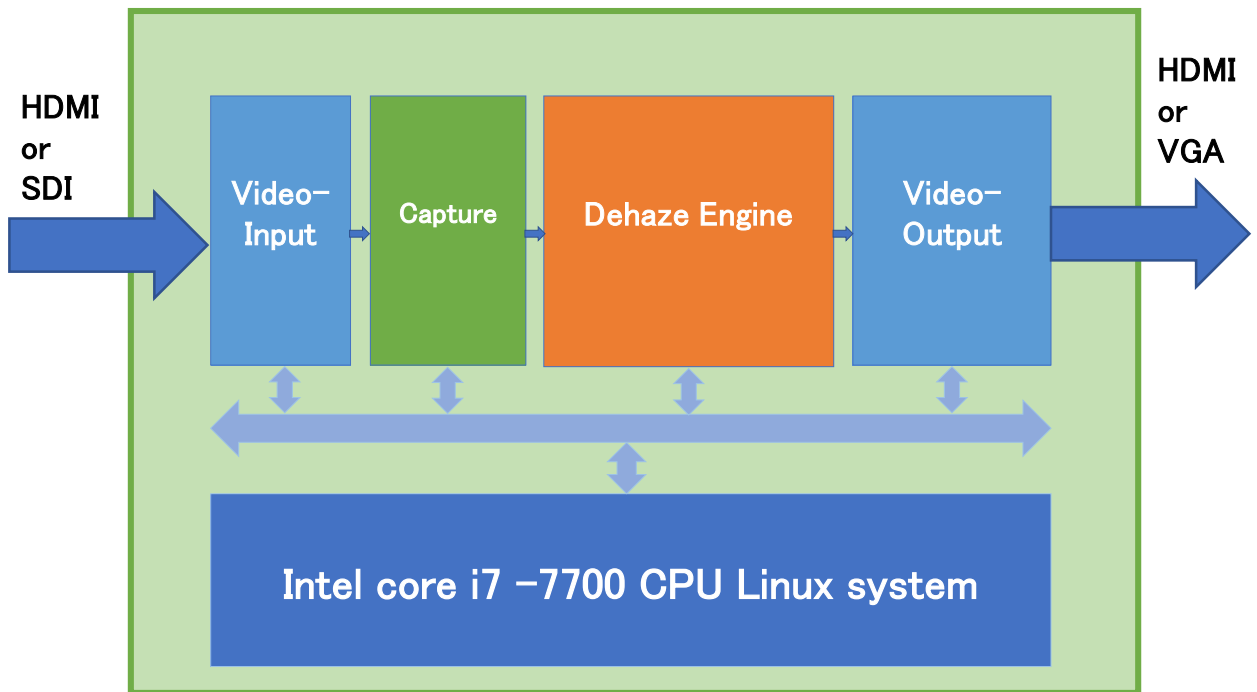 HDMI
or
SDI
Video-
Input
Capture
Dehaze Engine
Video-
Output
HDMI
or
VGA
Intel core i7 -7700 CPU Linux system